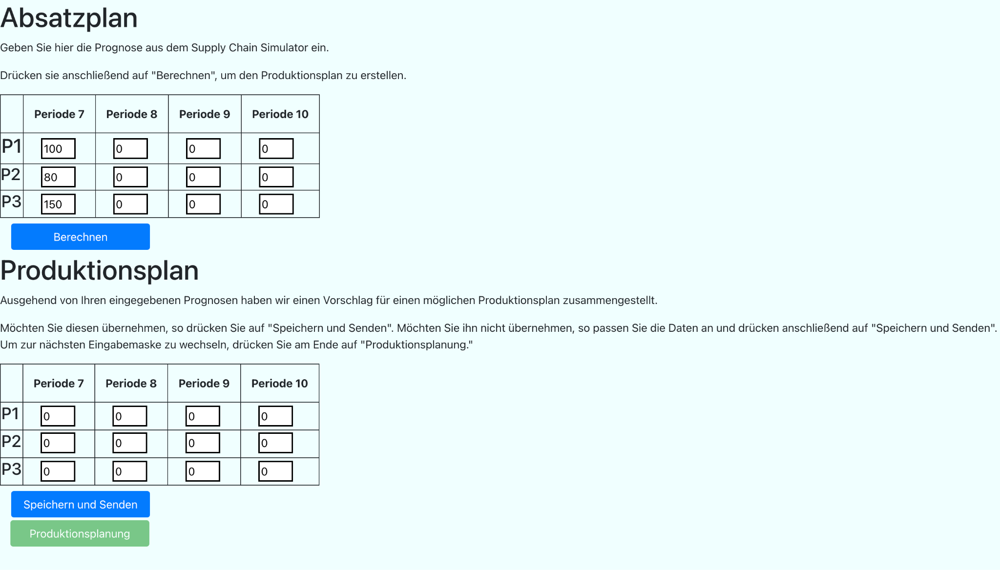 Absatzplan
Geben Sie hier die Prognose aus dem Supply Chain Simulator ein.
Drücken sie anschließend auf "Berechnen", um den Produktionsplan zu erstellen.
Periode 7 Periode 8 Periode 9 Periode 10
P1 100 0 0 0
P2 80 0 0 0
P3 150 0 0 0
Berechnen
Produktionsplan
Ausgehend von Ihren eingegebenen Prognosen haben wir einen Vorschlag für einen möglichen Produktionsplan zusammengestellt.
Möchten Sie diesen übernehmen, so drücken Sie auf "Speichern und Senden". Möchten Sie ihn nicht übernehmen, so passen Sie die Daten an und drücken anschließend auf "Speichern und Senden".
Um zur nächsten Eingabemaske zu wechseln, drücken Sie am Ende auf "Produktionsplanung."
Periode 7 Periode 8 Periode 9 Periode 10
P1 0 0 0 0
P2 0 0 0 0
P3 0 0 0 0
Speichern und Senden
Produktionsplanung